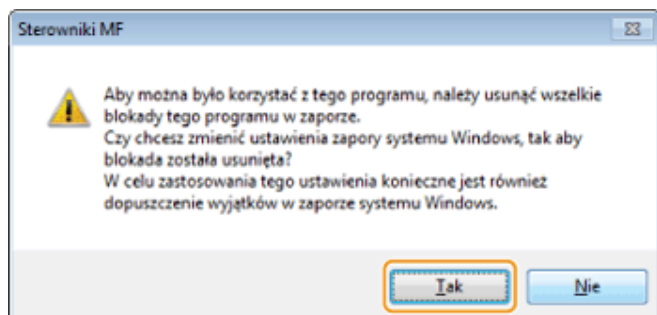 Sterowniki MF
Aby można było korzystać z tego programu, należy usunąć wszelkie
blokady tego programu w zaporze.
Czy chcesz zmienić ustawienia zapory systemu Windows, tak aby
blokada została usunięta?
W celu zastosowania tego ustawienia konieczne jest również
dopuszczenie wyjątków w zaporze systemu Windows.
Tak Nie